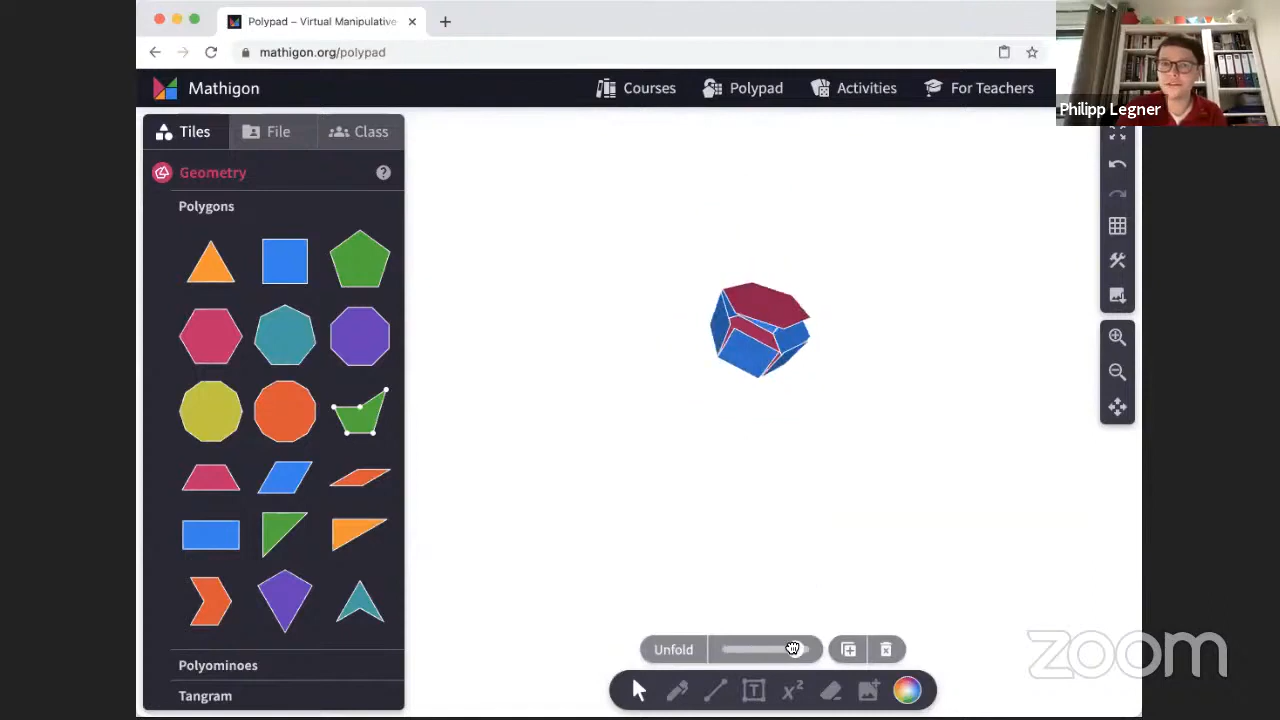 Polypad – Virtual Manipulative
mathigon.org/polypad
Mathigon
Courses
Polypad
Activities
For Teachers
Philipp Legner
Tiles
File
Class
Geometry
?
Polygons
Polyominoes
Tangram
Unfold
T
x²
zoom